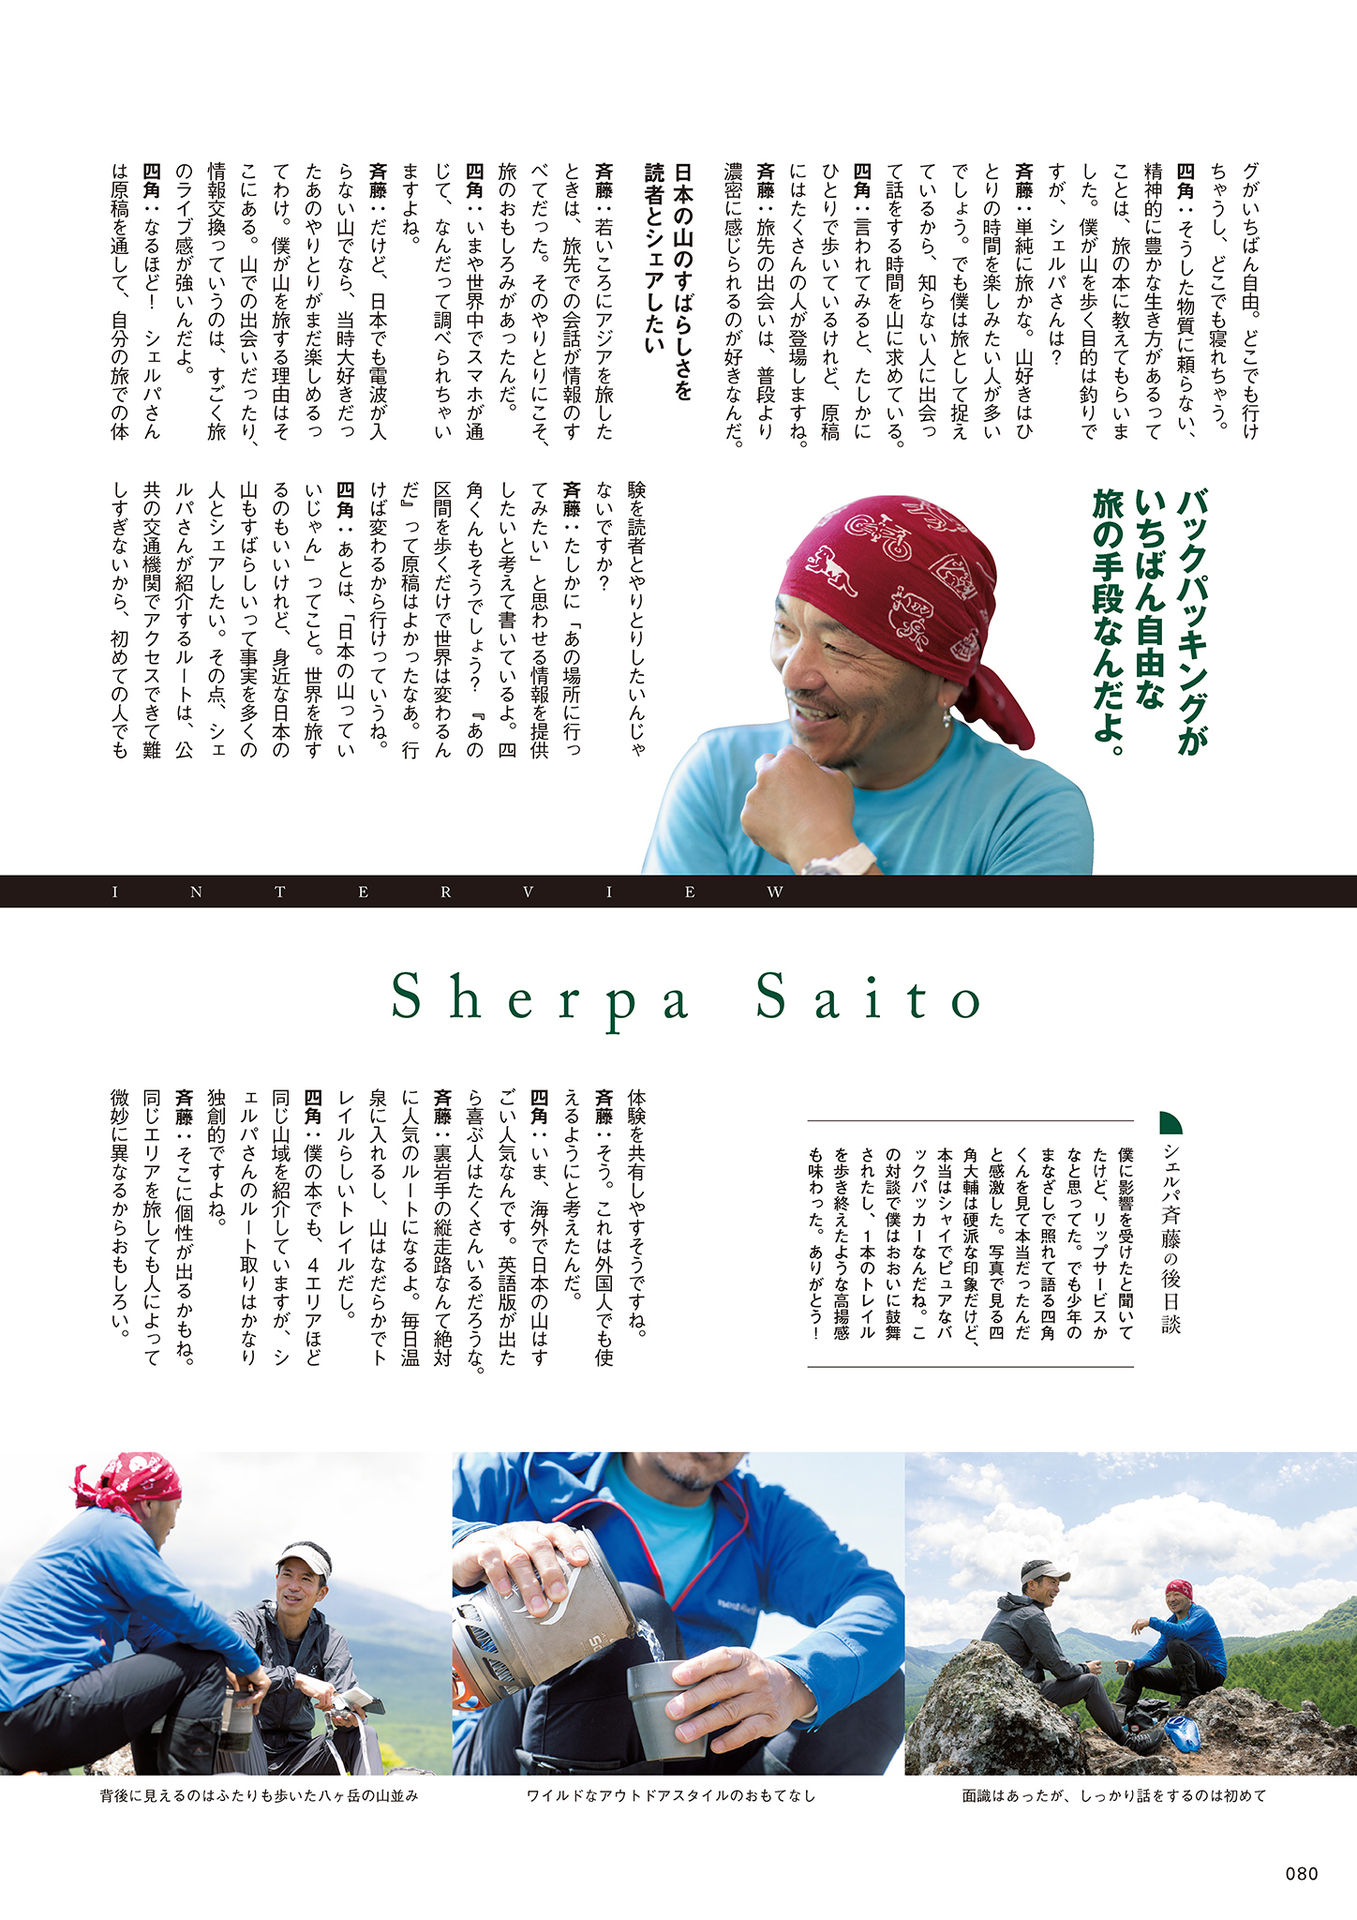 グがいちばん自由。どこでも行け
ちゃうし、どこでも寝れちゃう。
四角：そうした物質に頼らない、
精神的に豊かな生き方があるって
ことは、旅の本に教えてもらいま
した。僕が山を歩く目的は釣りで
すが、シェルパさんは？
斉藤：単純に旅かな。山好きはひ
とりの時間を楽しみたい人が多い
でしょう。でも僕は旅として捉え
ているから、知らない人に出会っ
て話をする時間を山に求めている。
四角：言われてみると、たしかに
ひとりで歩いているけれど、原稿
にはたくさんの人が登場しますね。
斉藤：旅先の出会いは、普段より
濃密に感じられるのが好きなんだ。
日本の山のすばらしさを
読者とシェアしたい
斉藤：若いころにアジアを旅した
ときは、旅先での会話が情報のす
べてだった。そのやりとりにこそ、
旅のおもしろみがあったんだ。
四角：いまや世界中でスマホが通
じて、なんだって調べられちゃい
ますよね。
斉藤：だけど、日本でも電波が入
らない山でなら、当時大好きだっ
たあのやりとりがまだ楽しめるっ
てわけ。僕が山を旅する理由はそ
こにある。山での出会いだったり、
情報交換っていうのは、すごく旅
のライブ感が強いんだよ。
四角：なるほど！　シェルパさん
は原稿を通して、自分の旅での体
バックパッキングが
いちばん自由な
旅の手段なんだよ。
験を読者とやりとりしたいんじゃ
ないですか？
斉藤：たしかに「あの場所に行っ
てみたい」と思わせる情報を提供
したいと考えて書いているよ。四
角くんもそうでしょう？　『あの
区間を歩くだけで世界は変わるん
だ』って原稿はよかったなあ。行
けば変わるから行けっていうね。
四角：あとは、「日本の山ってい
いじゃん」ってこと。世界を旅す
るのもいいけれど、身近な日本の
山もすばらしいって事実を多くの
人とシェアしたい。その点、シェ
ルパさんが紹介するルートは、公
共の交通機関でアクセスできて難
しすぎないから、初めての人でも
INTERVIEW
Sherpa Saito
シェルパ斉藤の後日談
僕に影響を受けたと聞いて
たけど、リップサービスか
なと思ってた。でも少年の
まなざしで照れて語る四角
くんを見て本当だったんだ
と感激した。写真で見る四
角大輔は硬派な印象だけど、
本当はシャイでピュアなバ
ックパッカーなんだね。こ
の対談で僕はおおいに鼓舞
されたし、1本のトレイル
を歩き終えたような高揚感
も味わった。ありがとう！
体験を共有しやすそうですね。
斉藤：そう。これは外国人でも使
えるようにと考えたんだ。
四角：いま、海外で日本の山はす
ごい人気なんです。英語版が出た
ら喜ぶ人はたくさんいるだろうな。
斉藤：裏岩手の縦走路なんて絶対
に人気のルートになるよ。毎日温
泉に入れるし、山はなだらかでト
レイルらしいトレイルだし。
四角：僕の本でも、4エリアほど
同じ山域を紹介していますが、シ
ェルパさんのルート取りはかなり
独創的ですよね。
斉藤：そこに個性が出るかもね。
同じエリアを旅しても人によって
微妙に異なるからおもしろい。
mont-bell
背後に見えるのはふたりも歩いた八ヶ岳の山並み
ワイルドなアウトドアスタイルのおもてなし
面識はあったが、しっかり話をするのは初めて
080